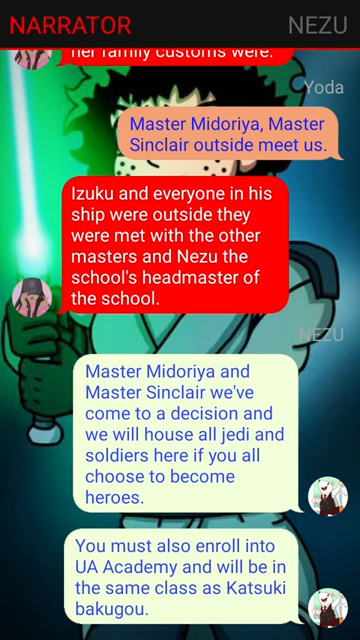 NARRATOR
NEZU
her family customs were.
Yoda
Master Midoriya, Master
Sinclair outside meet us.
Izuku and everyone in his
ship were outside they
were met with the other
masters and Nezu the
school's headmaster of
the school.
NEZU
Master Midoriya and
Master Sinclair we've
come to a decision and
we will house all jedi and
soldiers here if you all
choose to become
heroes.
You must also enroll into
UA Academy and will be in
the same class as Katsuki
bakugou.